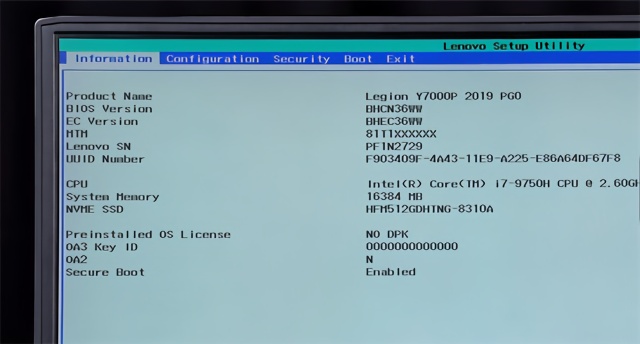 Lenovo Setup Utility
Information Configuration Security Boot Exit
Product Name Legion Y7000P 2019 PG0
BIOS Version BHCN36WW
EC Version BHEC36WW
MTM 81T1XXXXXX
Lenovo SN PF1N2729
UUID Number F903409F-4A43-11E9-A225-E86A64DF67F8
CPU Intel(R) Core(TM) i7-9750H CPU @ 2.60GH
System Memory 16384 MB
NVME SSD HFM512GDHTNG-8310A
Preinstalled OS License NO DPK
OA3 Key ID 0000000000000
OA2 N
Secure Boot Enabled